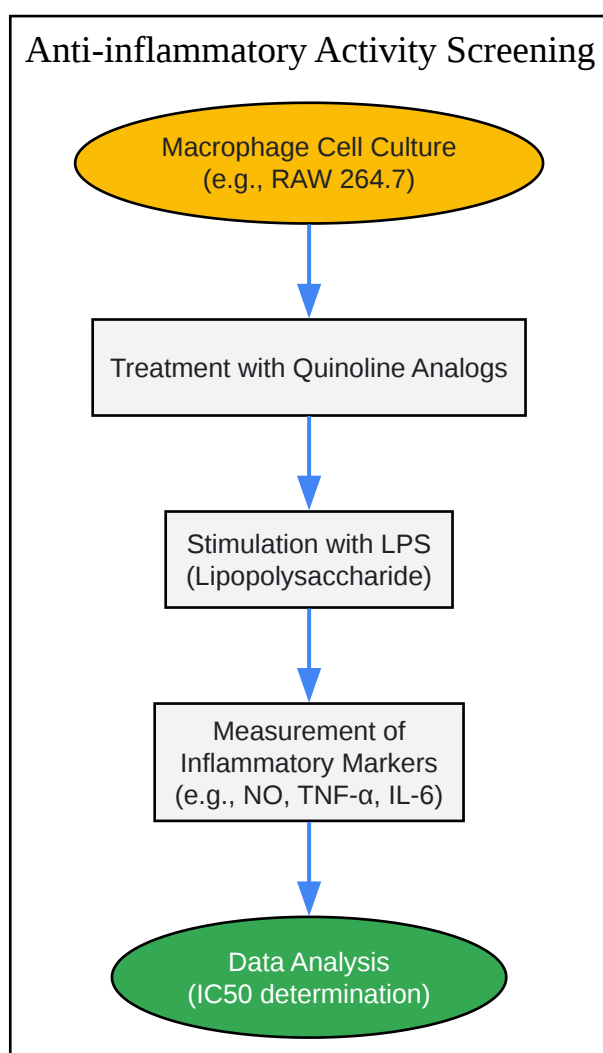 Anti-inflammatory Activity Screening
Macrophage Cell Culture
(e.g., RAW 264.7)
Treatment with Quinoline Analogs
Stimulation with LPS
(Lipopolysaccharide)
Measurement of
Inflammatory Markers
(e.g., NO, TNF-α, IL-6)
Data Analysis
(IC50 determination)